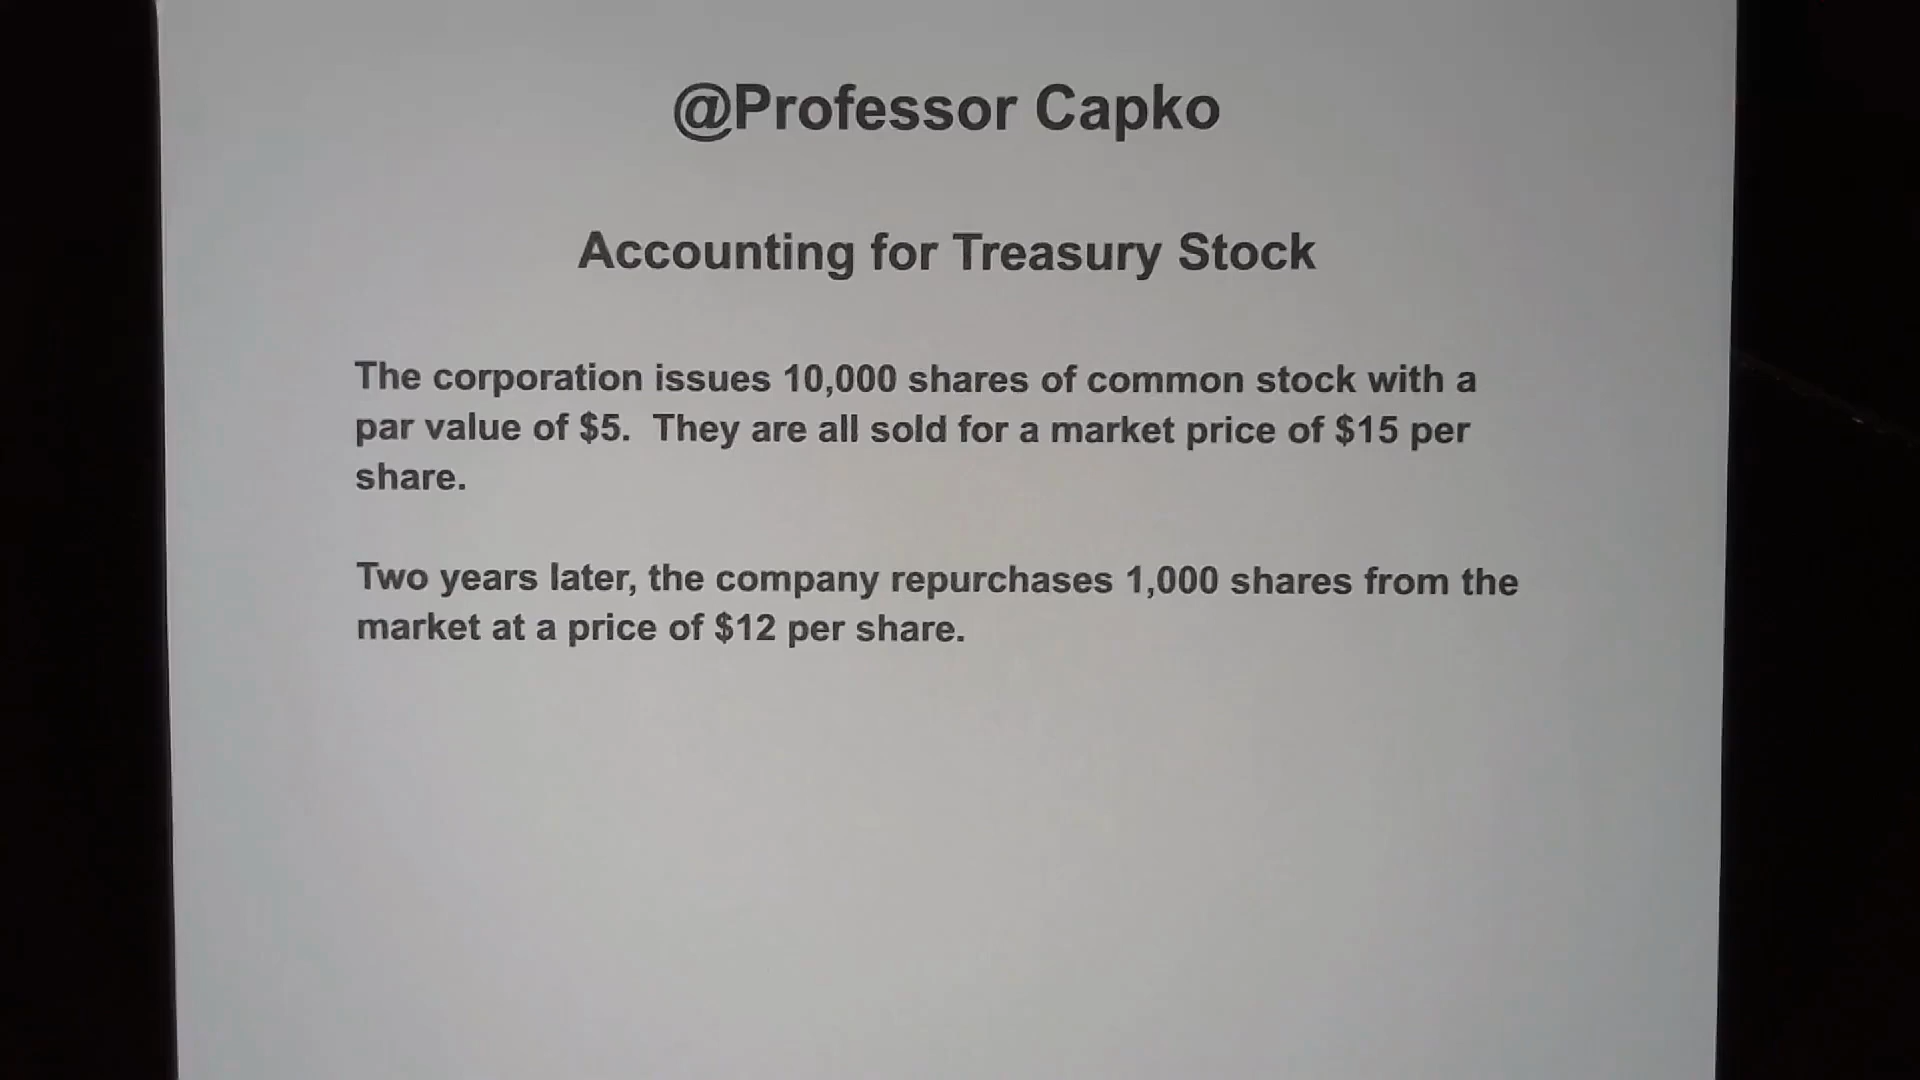 @Professor Capko
Accounting for Treasury Stock
The corporation issues 10,000 shares of common stock with a
par value of $5.  They are all sold for a market price of $15 per
share.
Two years later, the company repurchases 1,000 shares from the
market at a price of $12 per share.